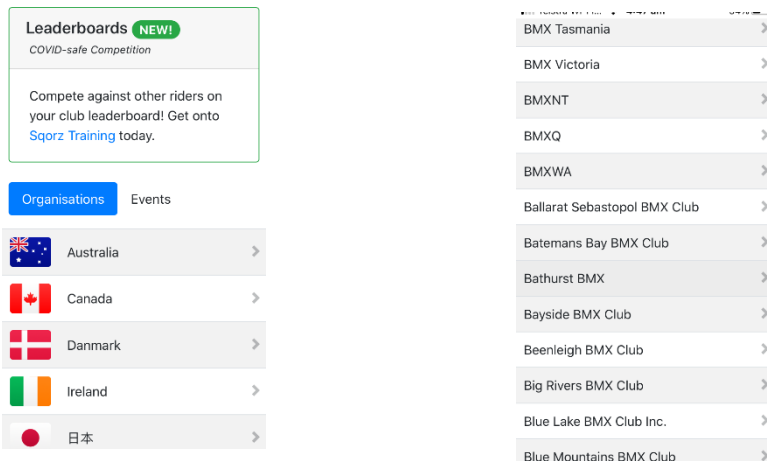 Leaderboards NEW!
COVID-safe Competition
Compete against other riders on
your club leaderboard! Get onto
Sqorz Training today.
Organisations Events
Australia
Canada
Danmark
Ireland
日本
BMX Tasmania
BMX Victoria
BMXNT
BMXQ
BMXWA
Ballarat Sebastopol BMX Club
Batemans Bay BMX Club
Bathurst BMX
Bayside BMX Club
Beenleigh BMX Club
Big Rivers BMX Club
Blue Lake BMX Club Inc.
Blue Mountains BMX Club